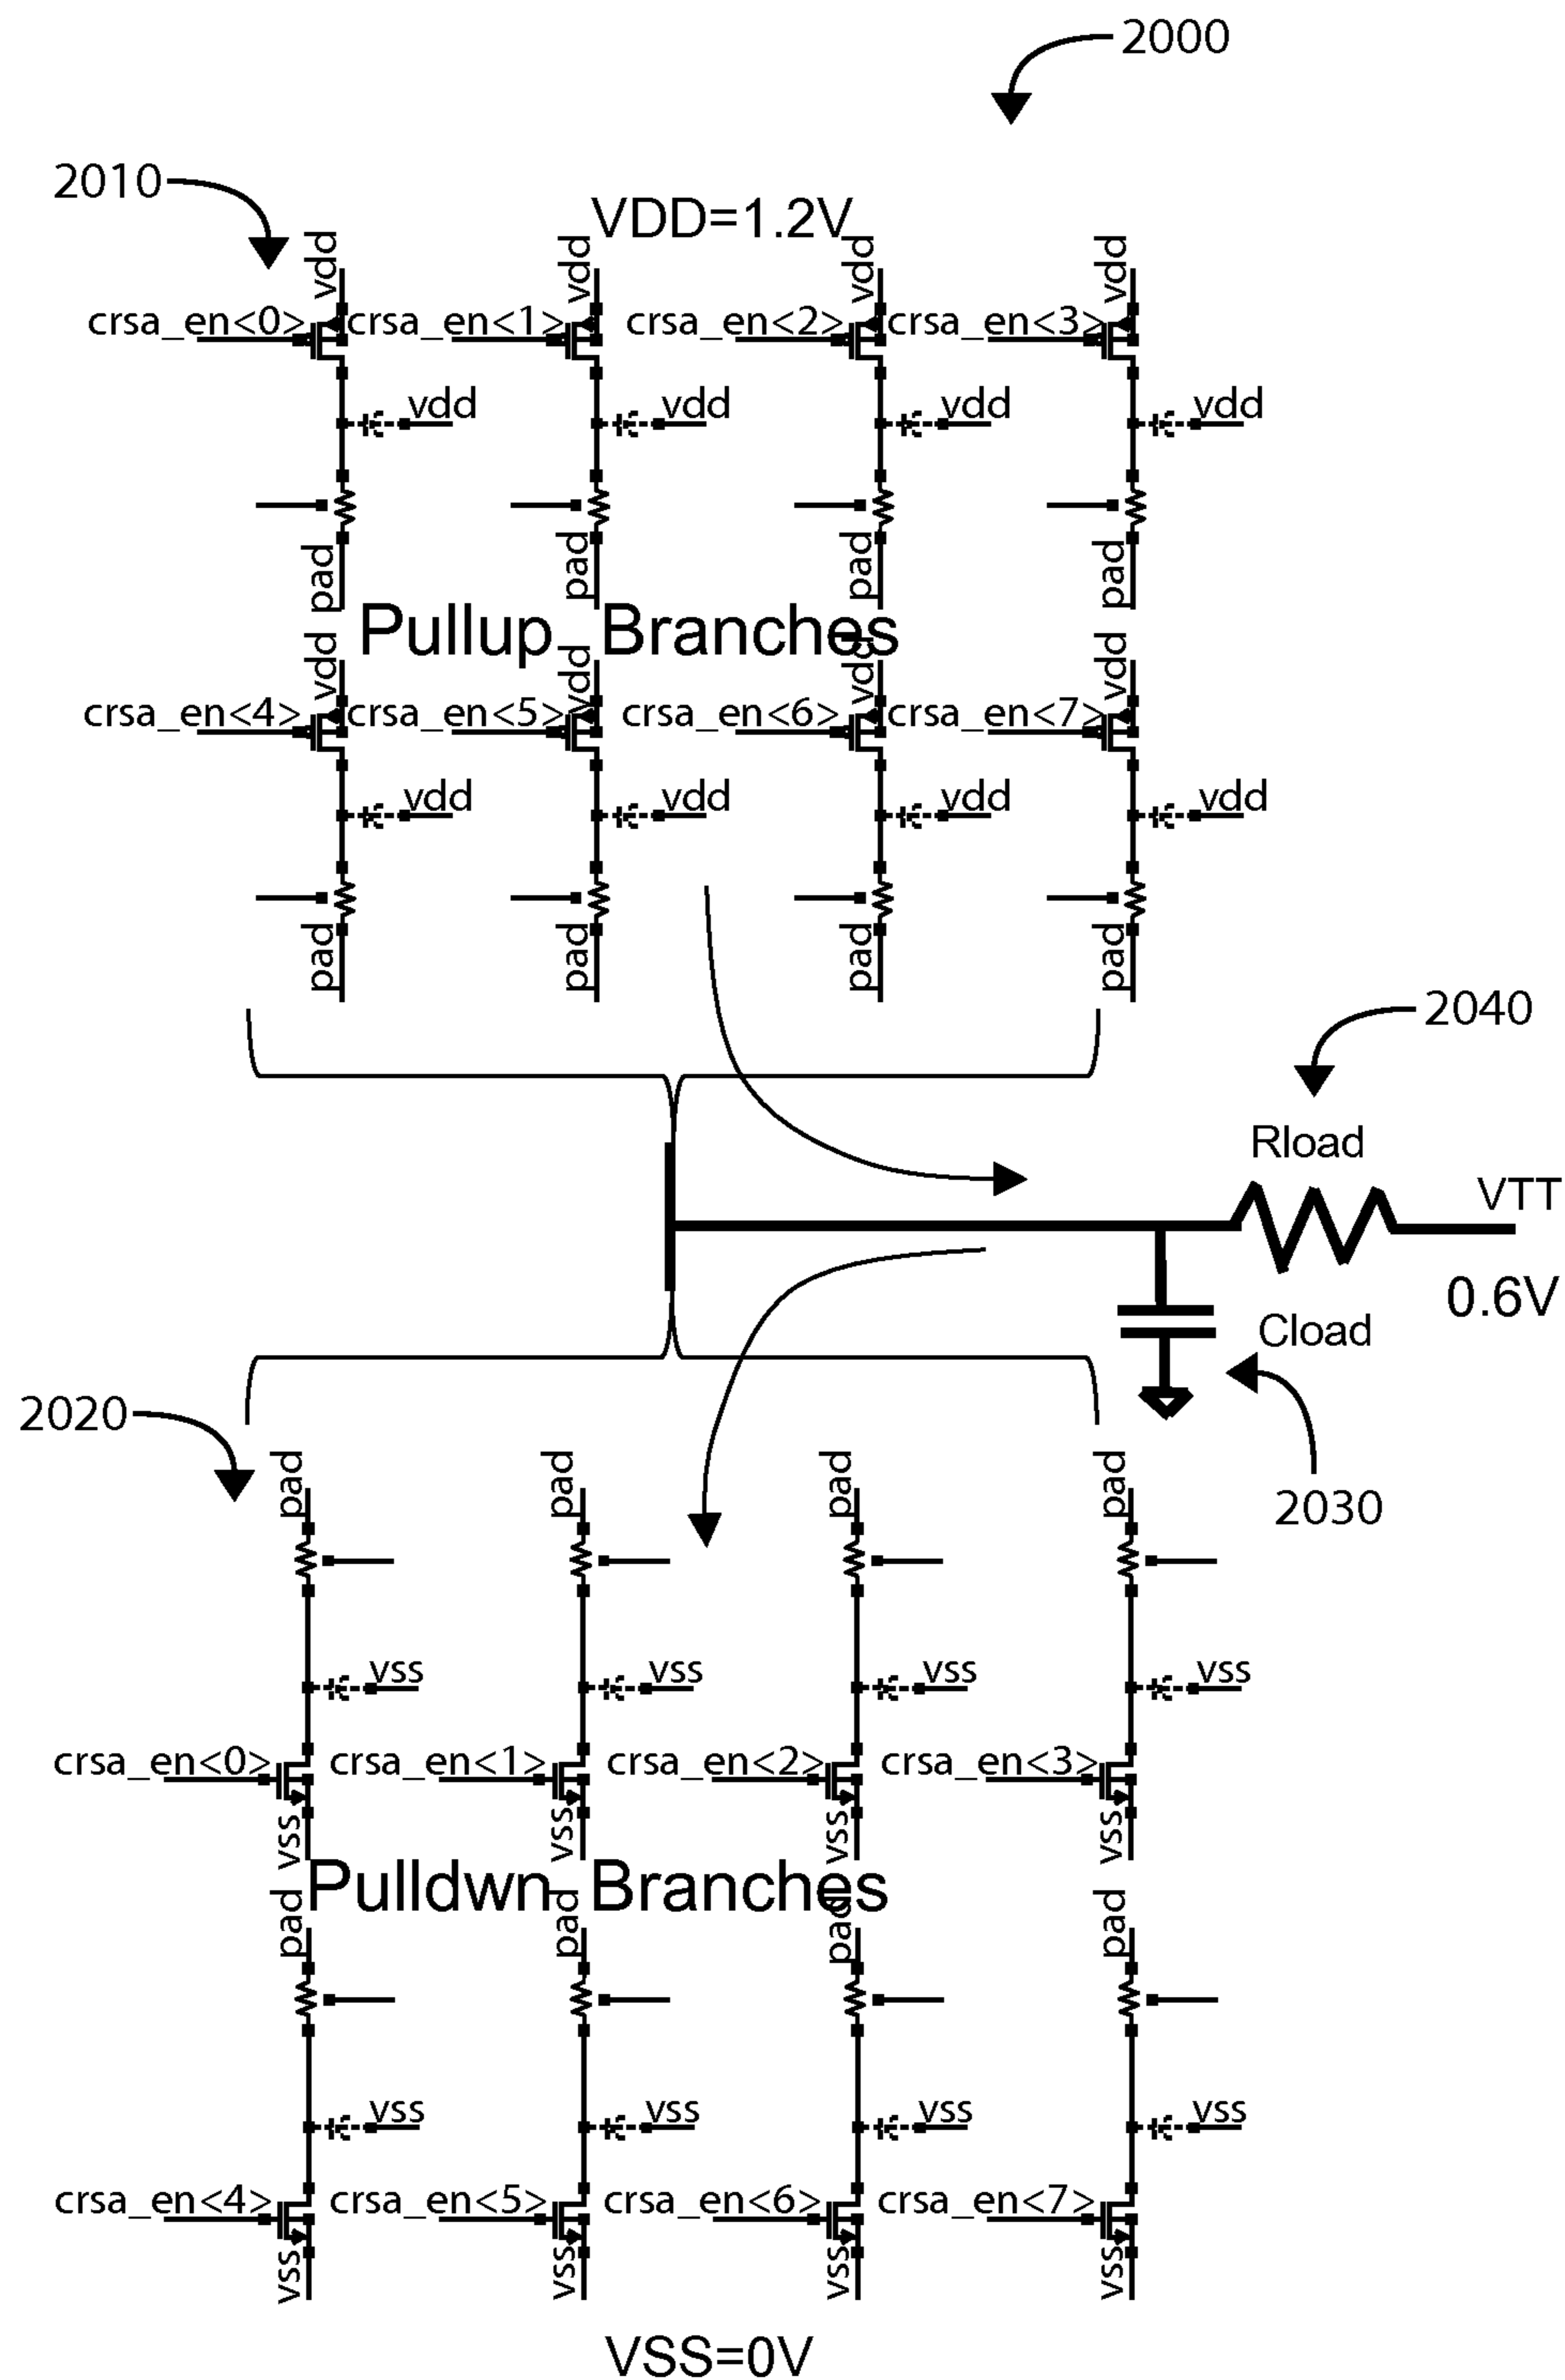 2000
2010
VDD=1.2V
vdd vdd vdd vdd
crsa_en<0> crsa_en<1> crsa_en<2> crsa_en<3>
vdd vdd vdd vdd
pad pad pad pad
Pullup Branches
vdd vdd vdd vdd
crsa_en<4> crsa_en<5> crsa_en<6> crsa_en<7>
vdd vdd vdd vdd
pad pad pad pad
2040
Rload
VTT
0.6V
Cload
2030
2020
pad pad pad pad
vss vss vss vss
crsa_en<0> crsa_en<1> crsa_en<2> crsa_en<3>
vss vss vss vss
Pulldwn Branches
pad pad pad pad
vss vss vss vss
crsa_en<4> crsa_en<5> crsa_en<6> crsa_en<7>
vss vss vss vss
VSS=0V